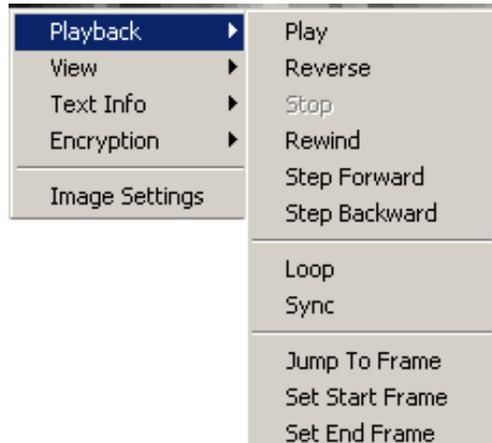 Playback
View
Text Info
Encryption
Image Settings
Play
Reverse
Stop
Rewind
Step Forward
Step Backward
Loop
Sync
Jump To Frame
Set Start Frame
Set End Frame